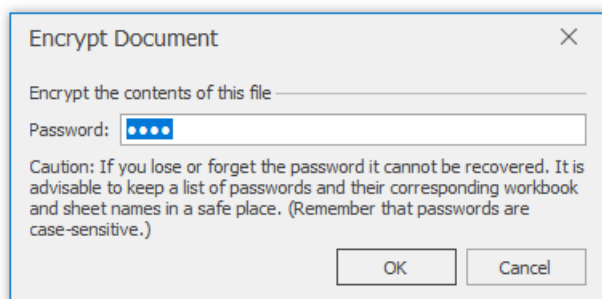 Encrypt Document
Encrypt the contents of this file
Password: ●●●●
Caution: If you lose or forget the password it cannot be recovered. It is
advisable to keep a list of passwords and their corresponding workbook
and sheet names in a safe place. (Remember that passwords are
case-sensitive.)
OK Cancel